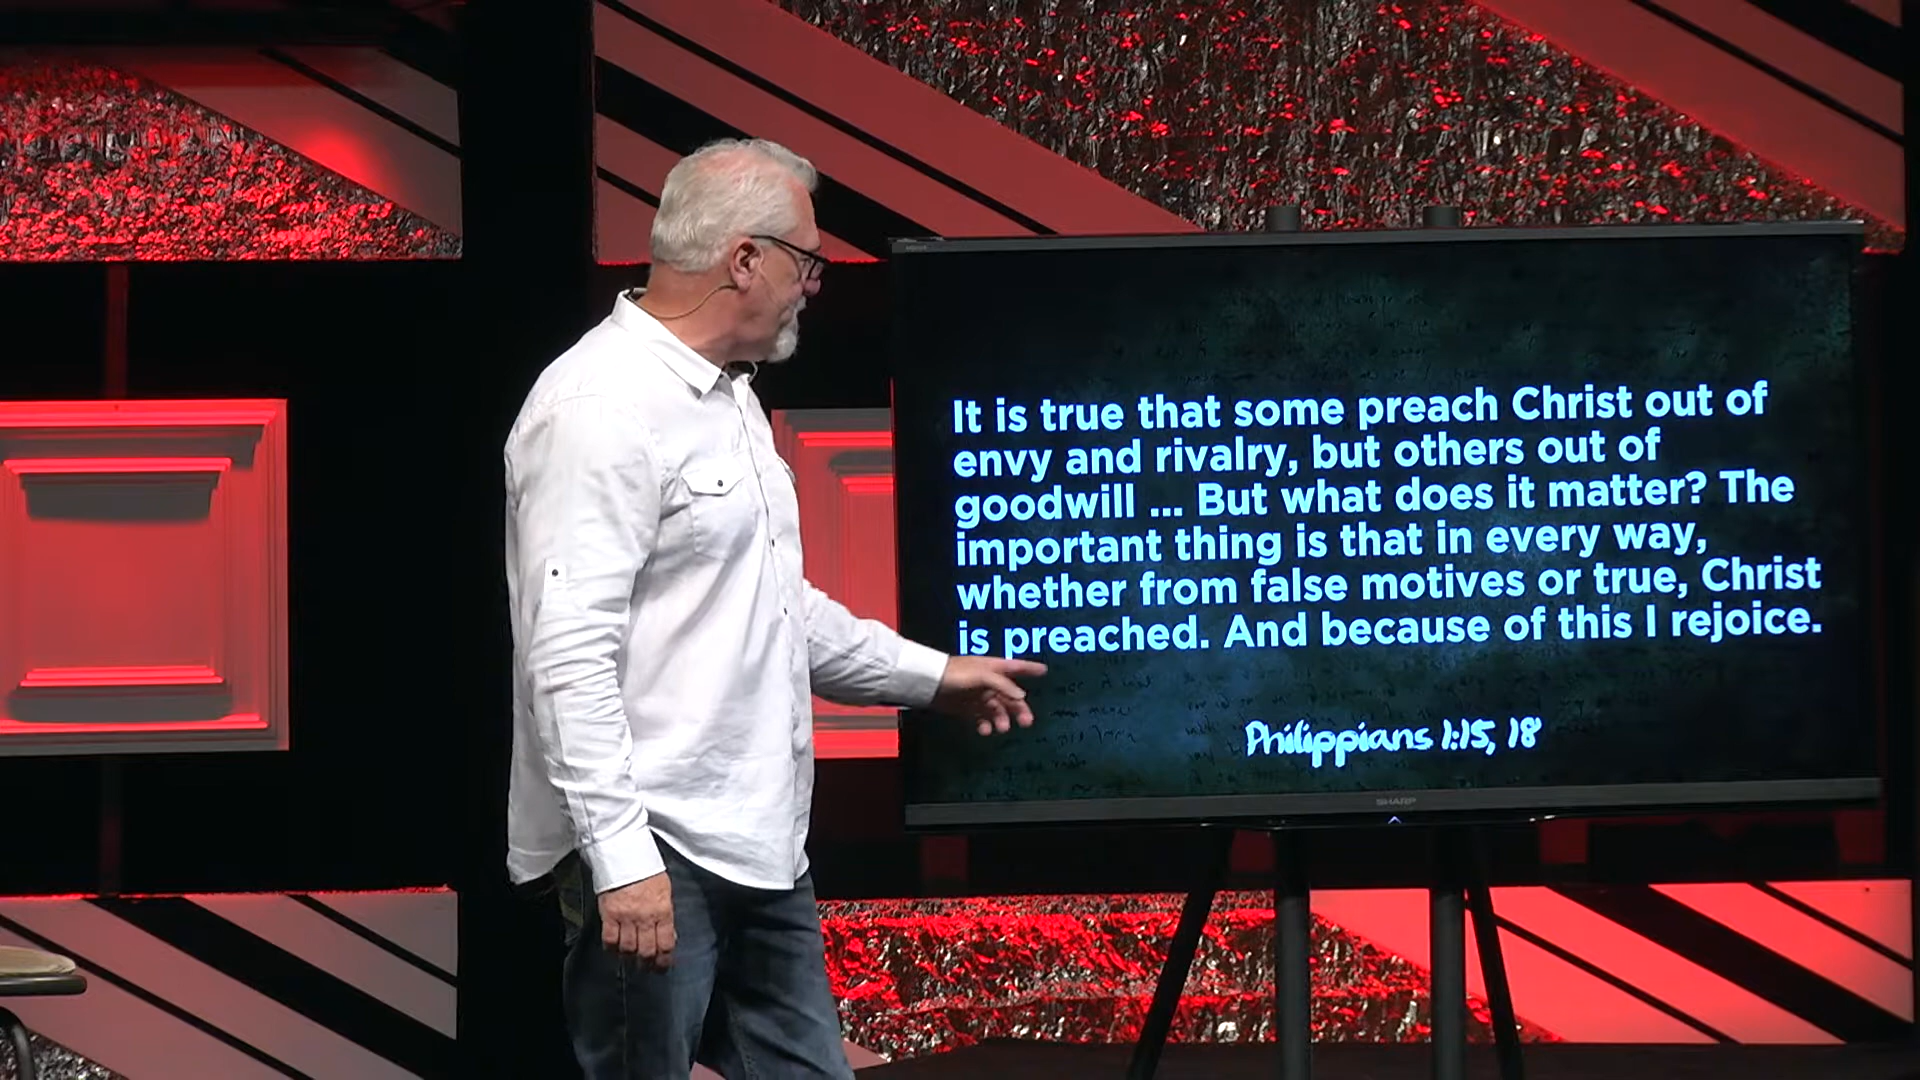 It is true that some preach Christ out of
envy and rivalry, but others out of
goodwill ... But what does it matter? The
important thing is that in every way,
whether from false motives or true, Christ
is preached. And because of this I rejoice.
Philippians 1:15, 18
SHARP